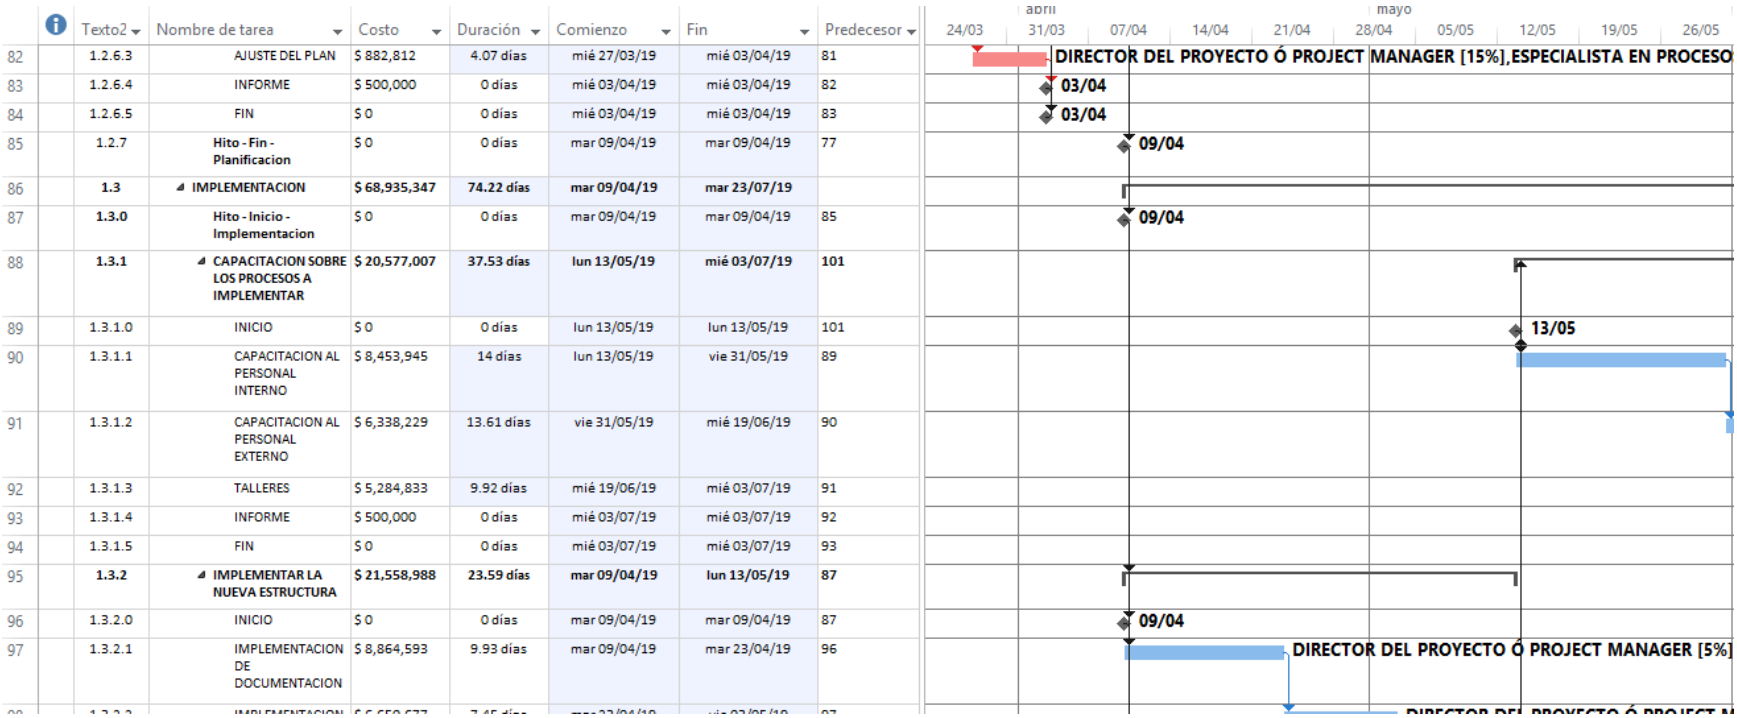 abril mayo
Texto2 Nombre de tarea Costo Duración Comienzo Fin Predecesor 24/03 31/03 07/04 14/04 21/04 28/04 05/05 12/05 19/05 26/05
82 1.2.6.3 AJUSTE DEL PLAN $ 882,812 4.07 días mié 27/03/19 mié 03/04/19 81 DIRECTOR DEL PROYECTO Ó PROJECT MANAGER [15%],ESPECIALISTA EN PROCESO
83 1.2.6.4 INFORME $ 500,000 0 días mié 03/04/19 mié 03/04/19 82 03/04
84 1.2.6.5 FIN $ 0 0 días mié 03/04/19 mié 03/04/19 83 03/04
85 1.2.7 Hito - Fin - $ 0 0 días mar 09/04/19 mar 09/04/19 77 09/04
Planificacion
86 1.3 IMPLEMENTACION $ 68,935,347 74.22 días mar 09/04/19 mar 23/07/19
87 1.3.0 Hito - Inicio - $ 0 0 días mar 09/04/19 mar 09/04/19 85 09/04
Implementacion
88 1.3.1 CAPACITACION SOBRE $ 20,577,007 37.53 días lun 13/05/19 mié 03/07/19 101
LOS PROCESOS A
IMPLEMENTAR
89 1.3.1.0 INICIO $ 0 0 días lun 13/05/19 lun 13/05/19 101 13/05
90 1.3.1.1 CAPACITACION AL $ 8,453,945 14 días lun 13/05/19 vie 31/05/19 89
PERSONAL
INTERNO
91 1.3.1.2 CAPACITACION AL $ 6,338,229 13.61 días vie 31/05/19 mié 19/06/19 90
PERSONAL
EXTERNO
92 1.3.1.3 TALLERES $ 5,284,833 9.92 días mié 19/06/19 mié 03/07/19 91
93 1.3.1.4 INFORME $ 500,000 0 días mié 03/07/19 mié 03/07/19 92
94 1.3.1.5 FIN $ 0 0 días mié 03/07/19 mié 03/07/19 93
95 1.3.2 IMPLEMENTAR LA $ 21,558,988 23.59 días mar 09/04/19 lun 13/05/19 87
NUEVA ESTRUCTURA
96 1.3.2.0 INICIO $ 0 0 días mar 09/04/19 mar 09/04/19 87 09/04
97 1.3.2.1 IMPLEMENTACION $ 8,864,593 9.93 días mar 09/04/19 mar 23/04/19 96 DIRECTOR DEL PROYECTO Ó PROJECT MANAGER [5%]
DE
DOCUMENTACION